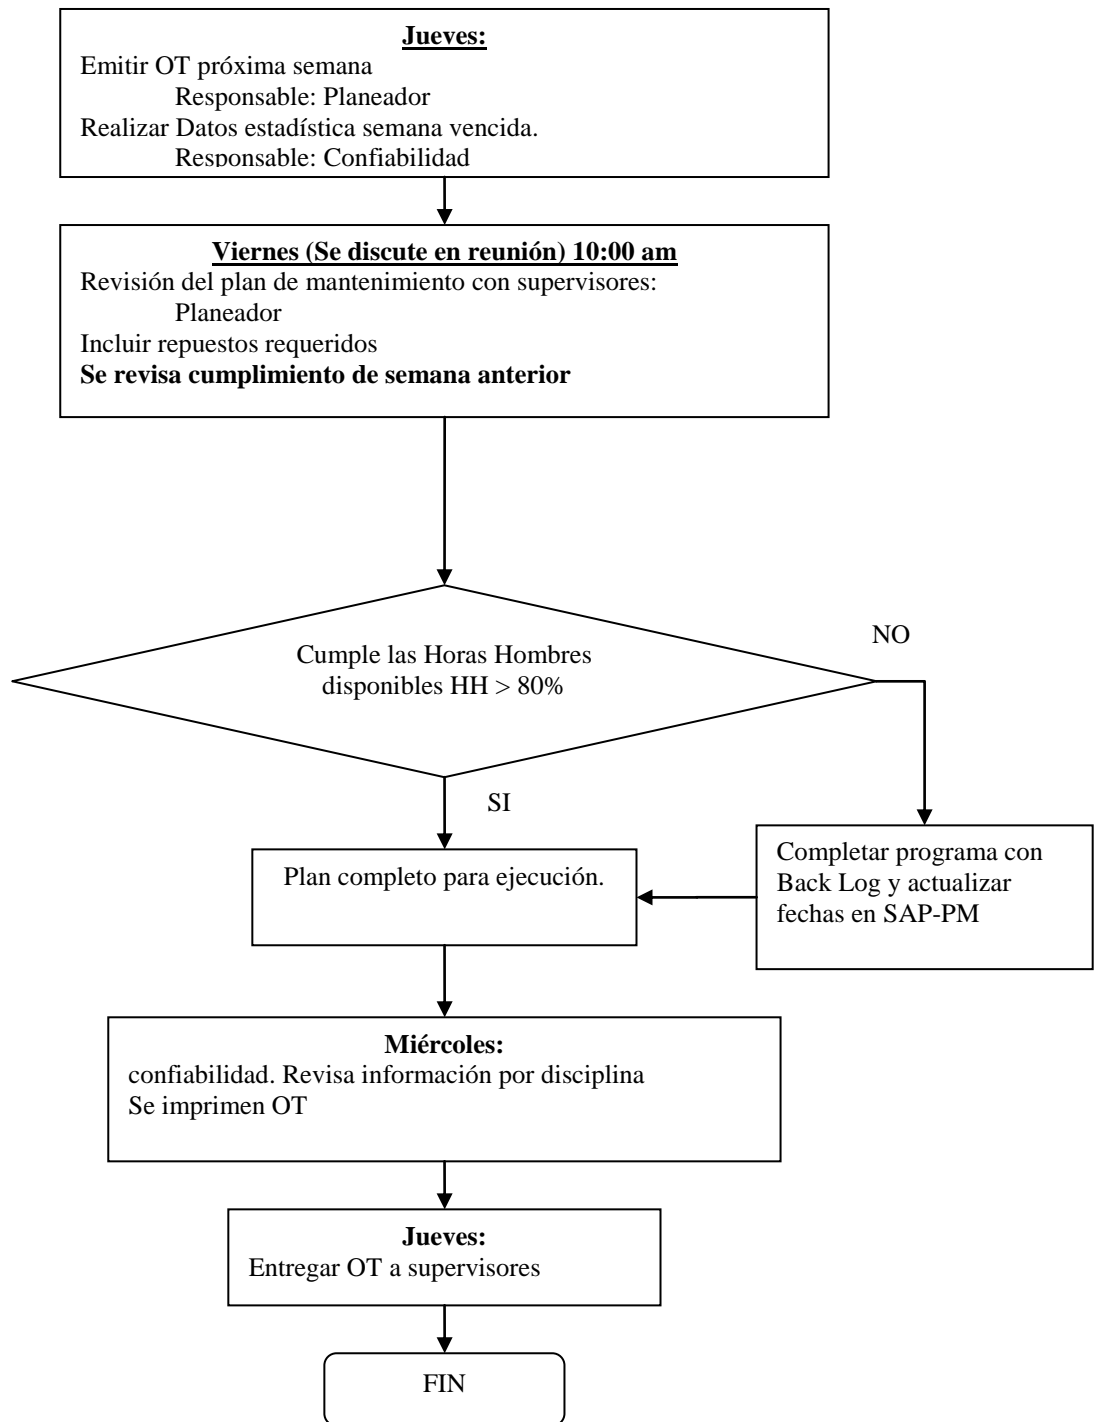 Jueves:
Emitir OT próxima semana
Responsable: Planeador
Realizar Datos estadística semana vencida.
Responsable: Confiabilidad
Viernes (Se discute en reunión) 10:00 am
Revisión del plan de mantenimiento con supervisores:
Planeador
Incluir repuestos requeridos
Se revisa cumplimiento de semana anterior
Cumple las Horas Hombres
disponibles HH > 80%
NO
SI
Completar programa con
Back Log y actualizar
fechas en SAP-PM
Plan completo para ejecución.
Miércoles:
confiabilidad. Revisa información por disciplina
Se imprimen OT
Jueves:
Entregar OT a supervisores
FIN